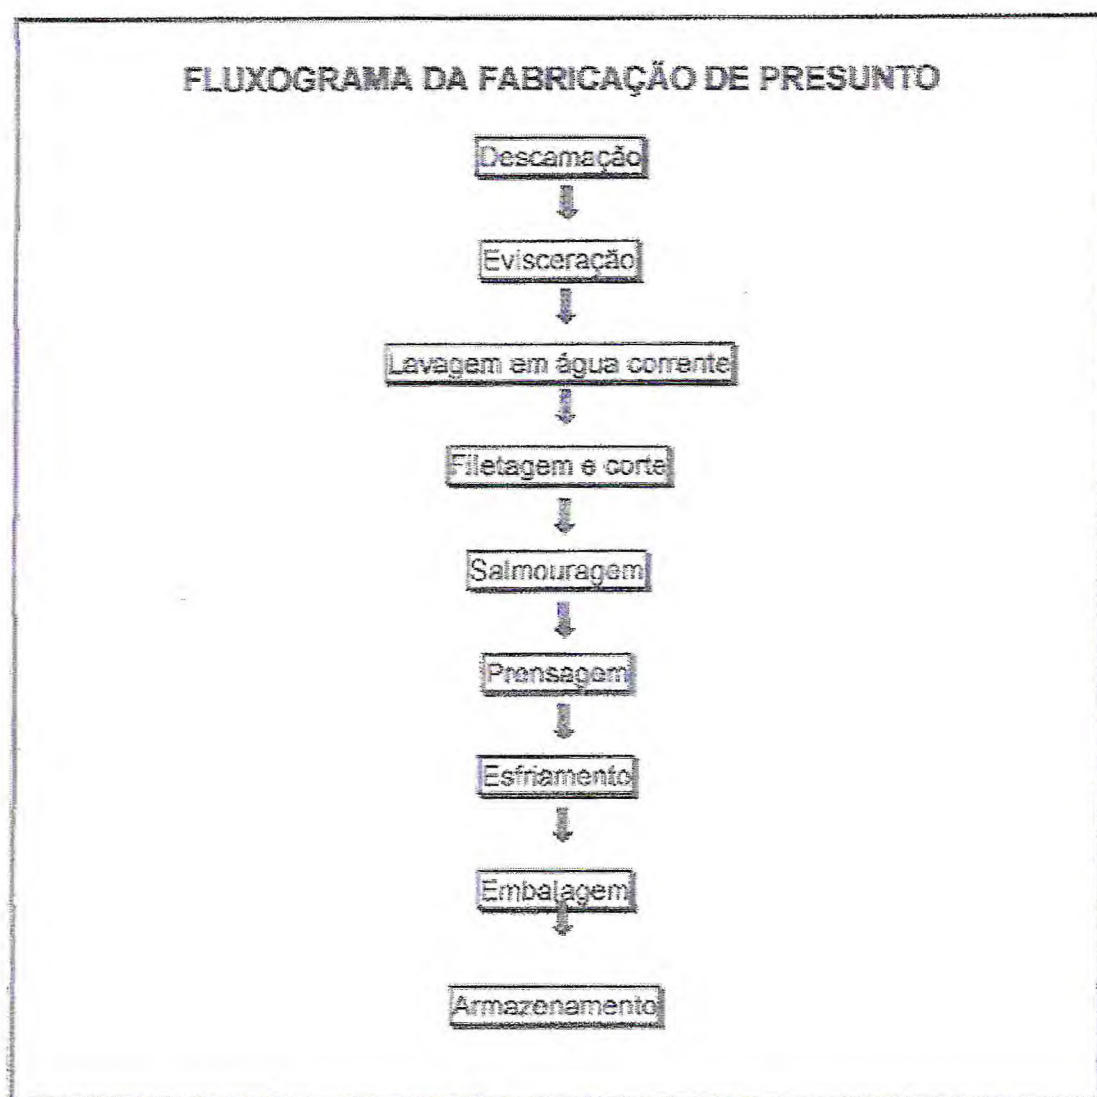 FLUXOGRAMA DA FABRICAÇÃO DE PRESUNTO
Descamação
Evisceração
Lavagem em água corrente
Filetagem e corte
Salmouragem
Prensagem
Esfriamento
Embalagem
Armazenamento